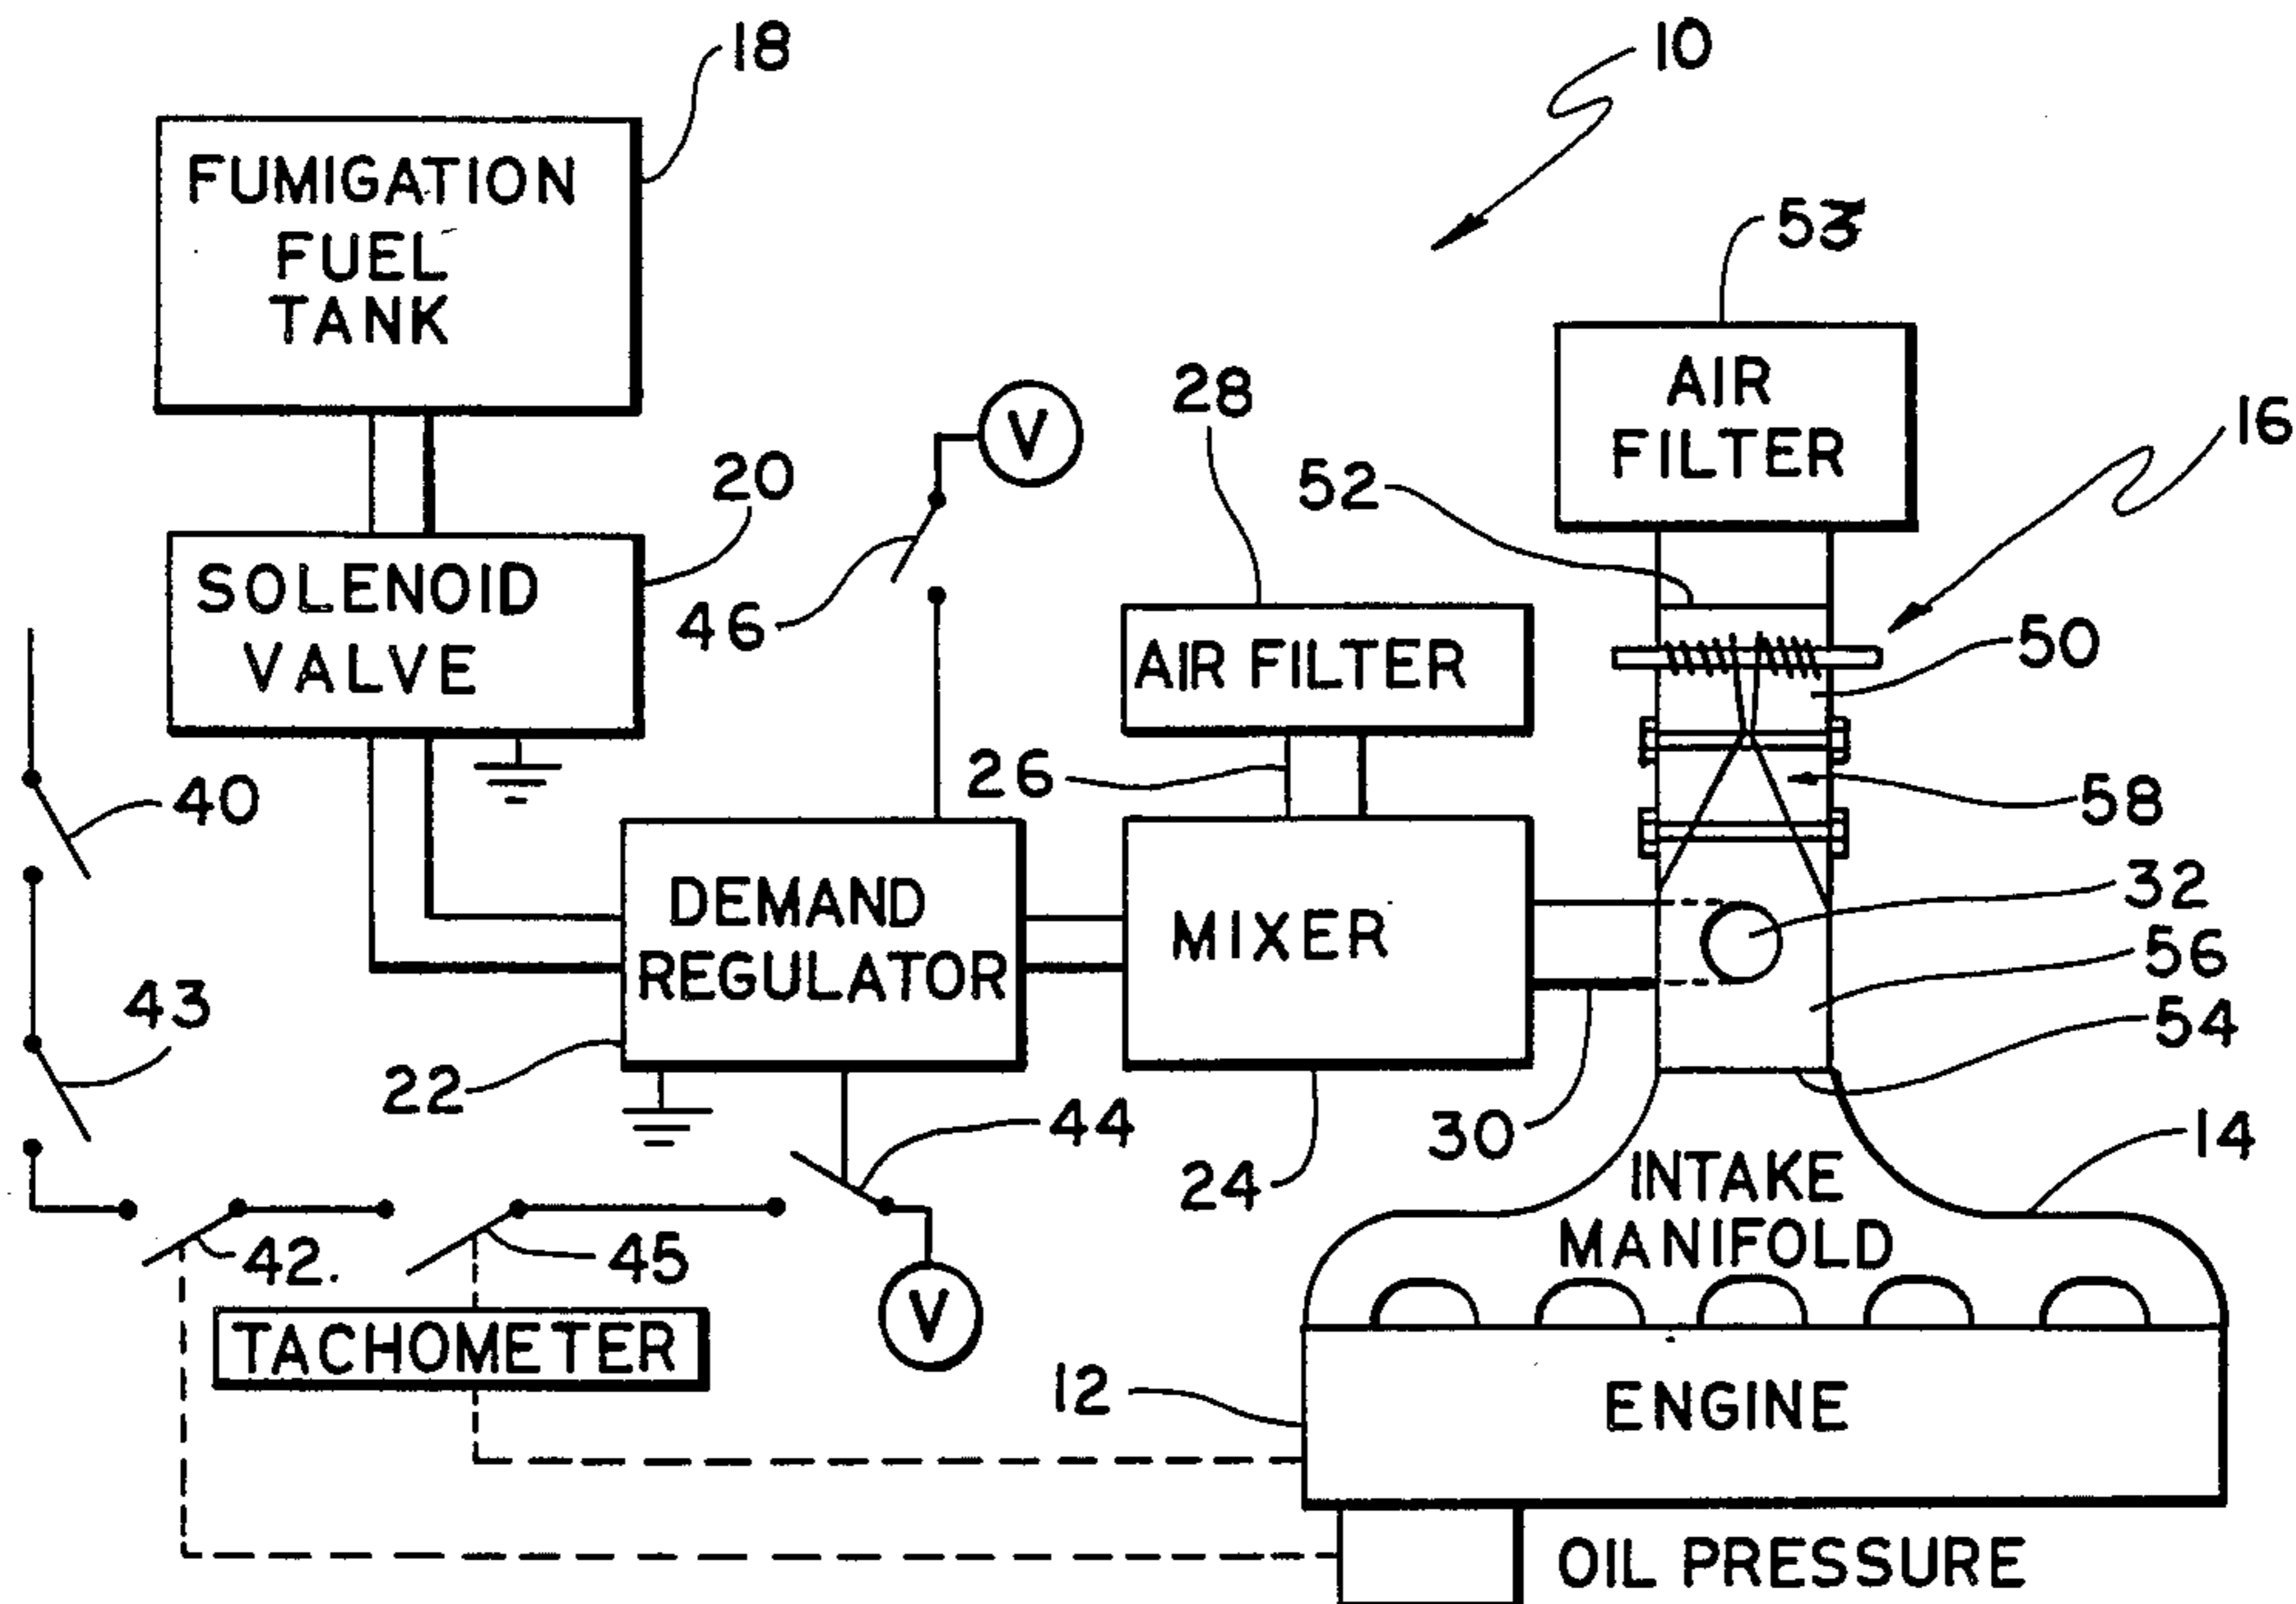 18
10
FUMIGATION
FUEL
TANK
53
AIR
FILTER
16
28
V
52
20
SOLENOID
VALVE
46
AIR FILTER
50
26
40
58
DEMAND
REGULATOR
MIXER
32
56
54
43
22
44
30
24
INTAKE
MANIFOLD
14
42.
45
V
TACHOMETER
12
ENGINE
OIL PRESSURE